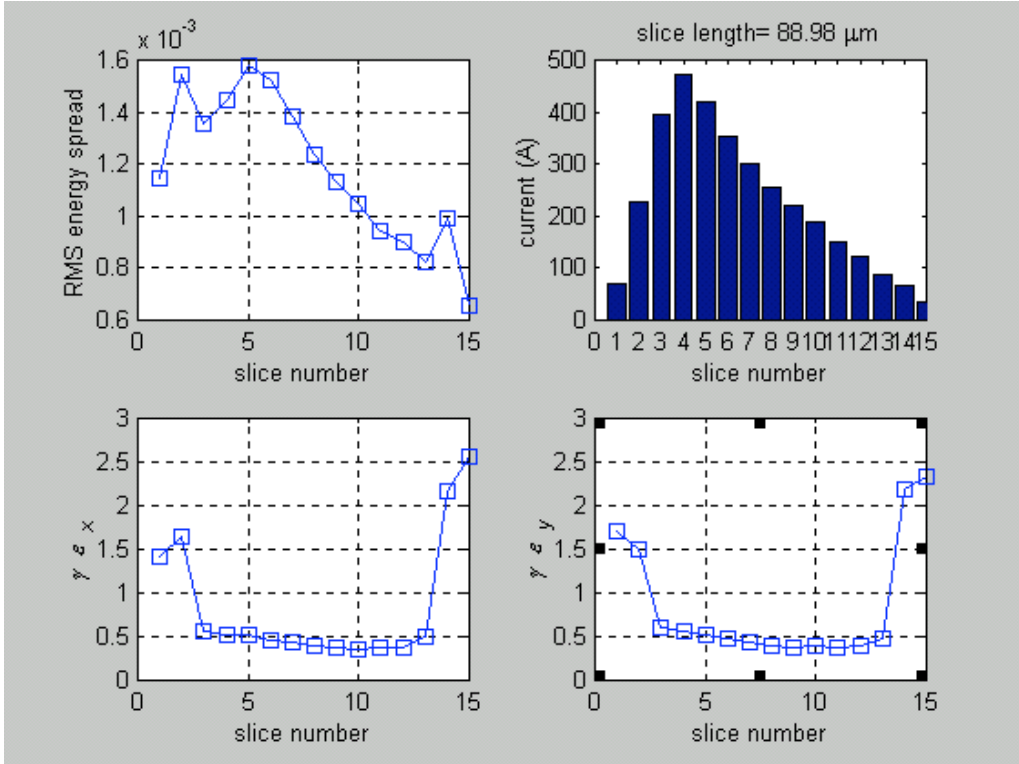 x 10-3
1.6
1.4
1.2
1
0.8
0.6
RMS energy spread
0 5 10 15
slice number
slice length= 88.98 μm
500
400
300
200
100
0
current (A)
0 1 2 3 4 5 6 7 8 9 10 11 12 13 14 15
slice number
3
2.5
2
1.5
1
0.5
0
γ ε x
0 5 10 15
slice number
3
2.5
2
1.5
1
0.5
0
γ ε y
0 5 10 15
slice number